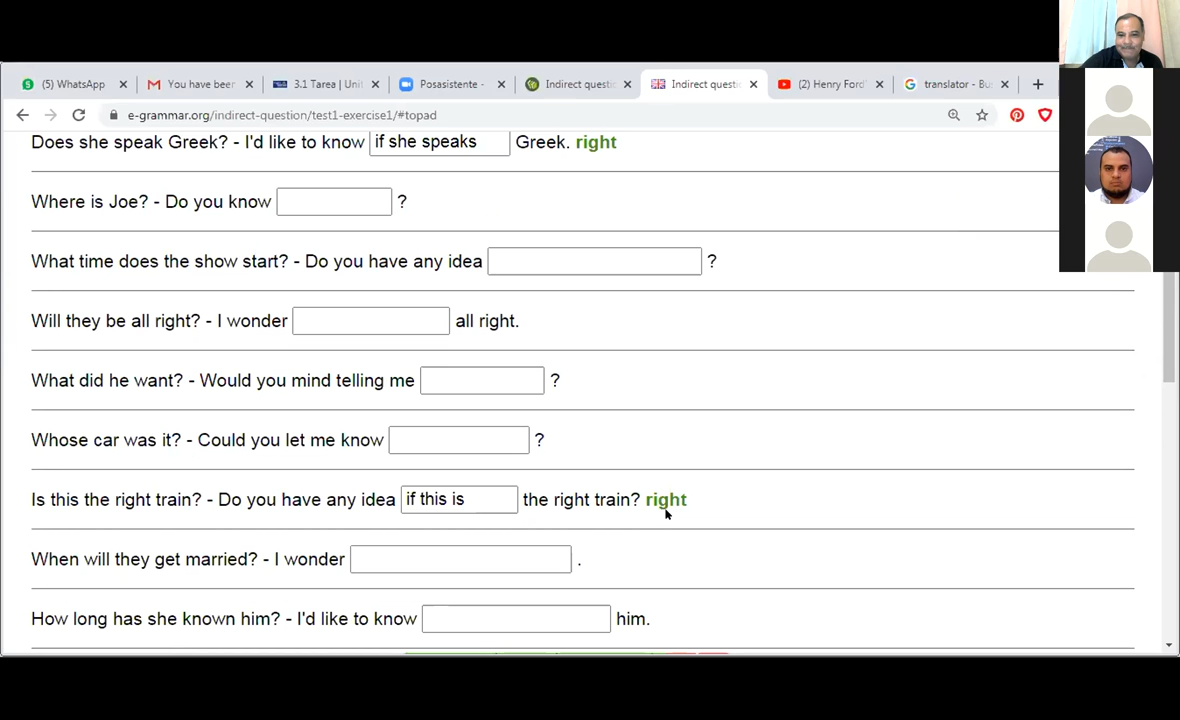 (5) WhatsApp
You have been
3.1 Tarea | Unit
Posasistente -
Indirect questi
Indirect questi
(2) Henry Ford'
translator - Bu
e-grammar.org/indirect-question/test1-exercise1/#topad
Does she speak Greek? - I'd like to know if she speaks Greek. right
Where is Joe? - Do you know ?
What time does the show start? - Do you have any idea ?
Will they be all right? - I wonder all right.
What did he want? - Would you mind telling me ?
Whose car was it? - Could you let me know ?
Is this the right train? - Do you have any idea if this is the right train? right
When will they get married? - I wonder .
How long has she known him? - I'd like to know him.